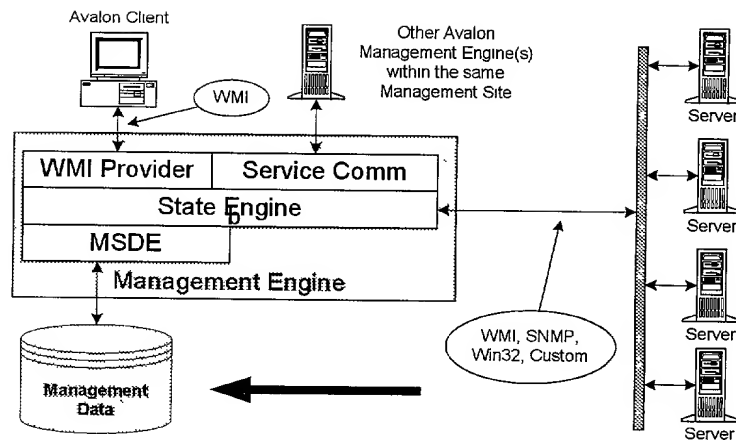 Avalon Client
WMI
Other Avalon
Management Engine(s)
within the same
Management Site
WMI Provider
Service Comm
State Engine
b
MSDE
Management Engine
Management
Data
WMI, SNMP,
Win32, Custom
Server
Server
Server
Server